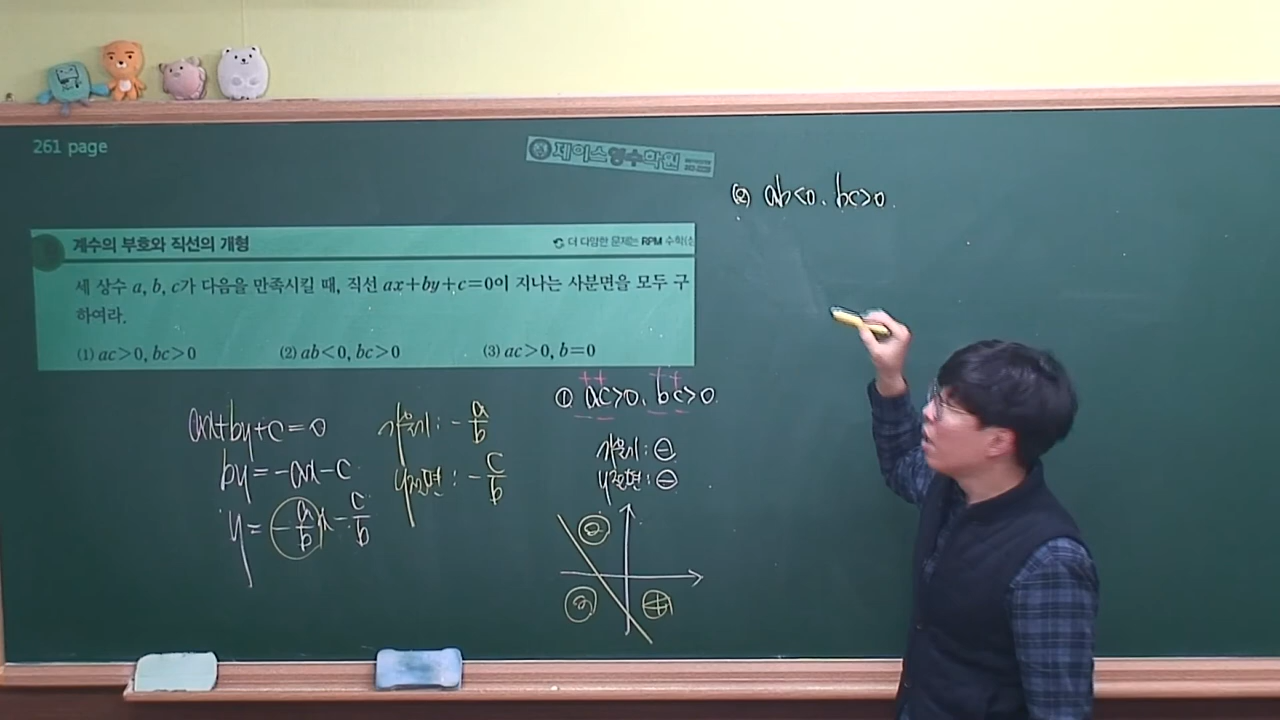 261 page
제이스영수학원
계수의 부호와 직선의 개형
더 다양한 문제는 RPM 수학(상
세 상수 a, b, c가 다음을 만족시킬 때, 직선 ax+by+c=0이 지나는 사분면을 모두 구
하여라.
(1) ac>0, bc>0
(2) ab<0, bc>0
(3) ac>0, b=0
ax+by+c=0
by=-ax-c
y=-a/b x-c/b
기울기: -a/b
y절편: -c/b
① ac>0. bc>0.
++ ++
-- --
기울기: ⊖
y절편: ⊖
② ab<0. bc>0.